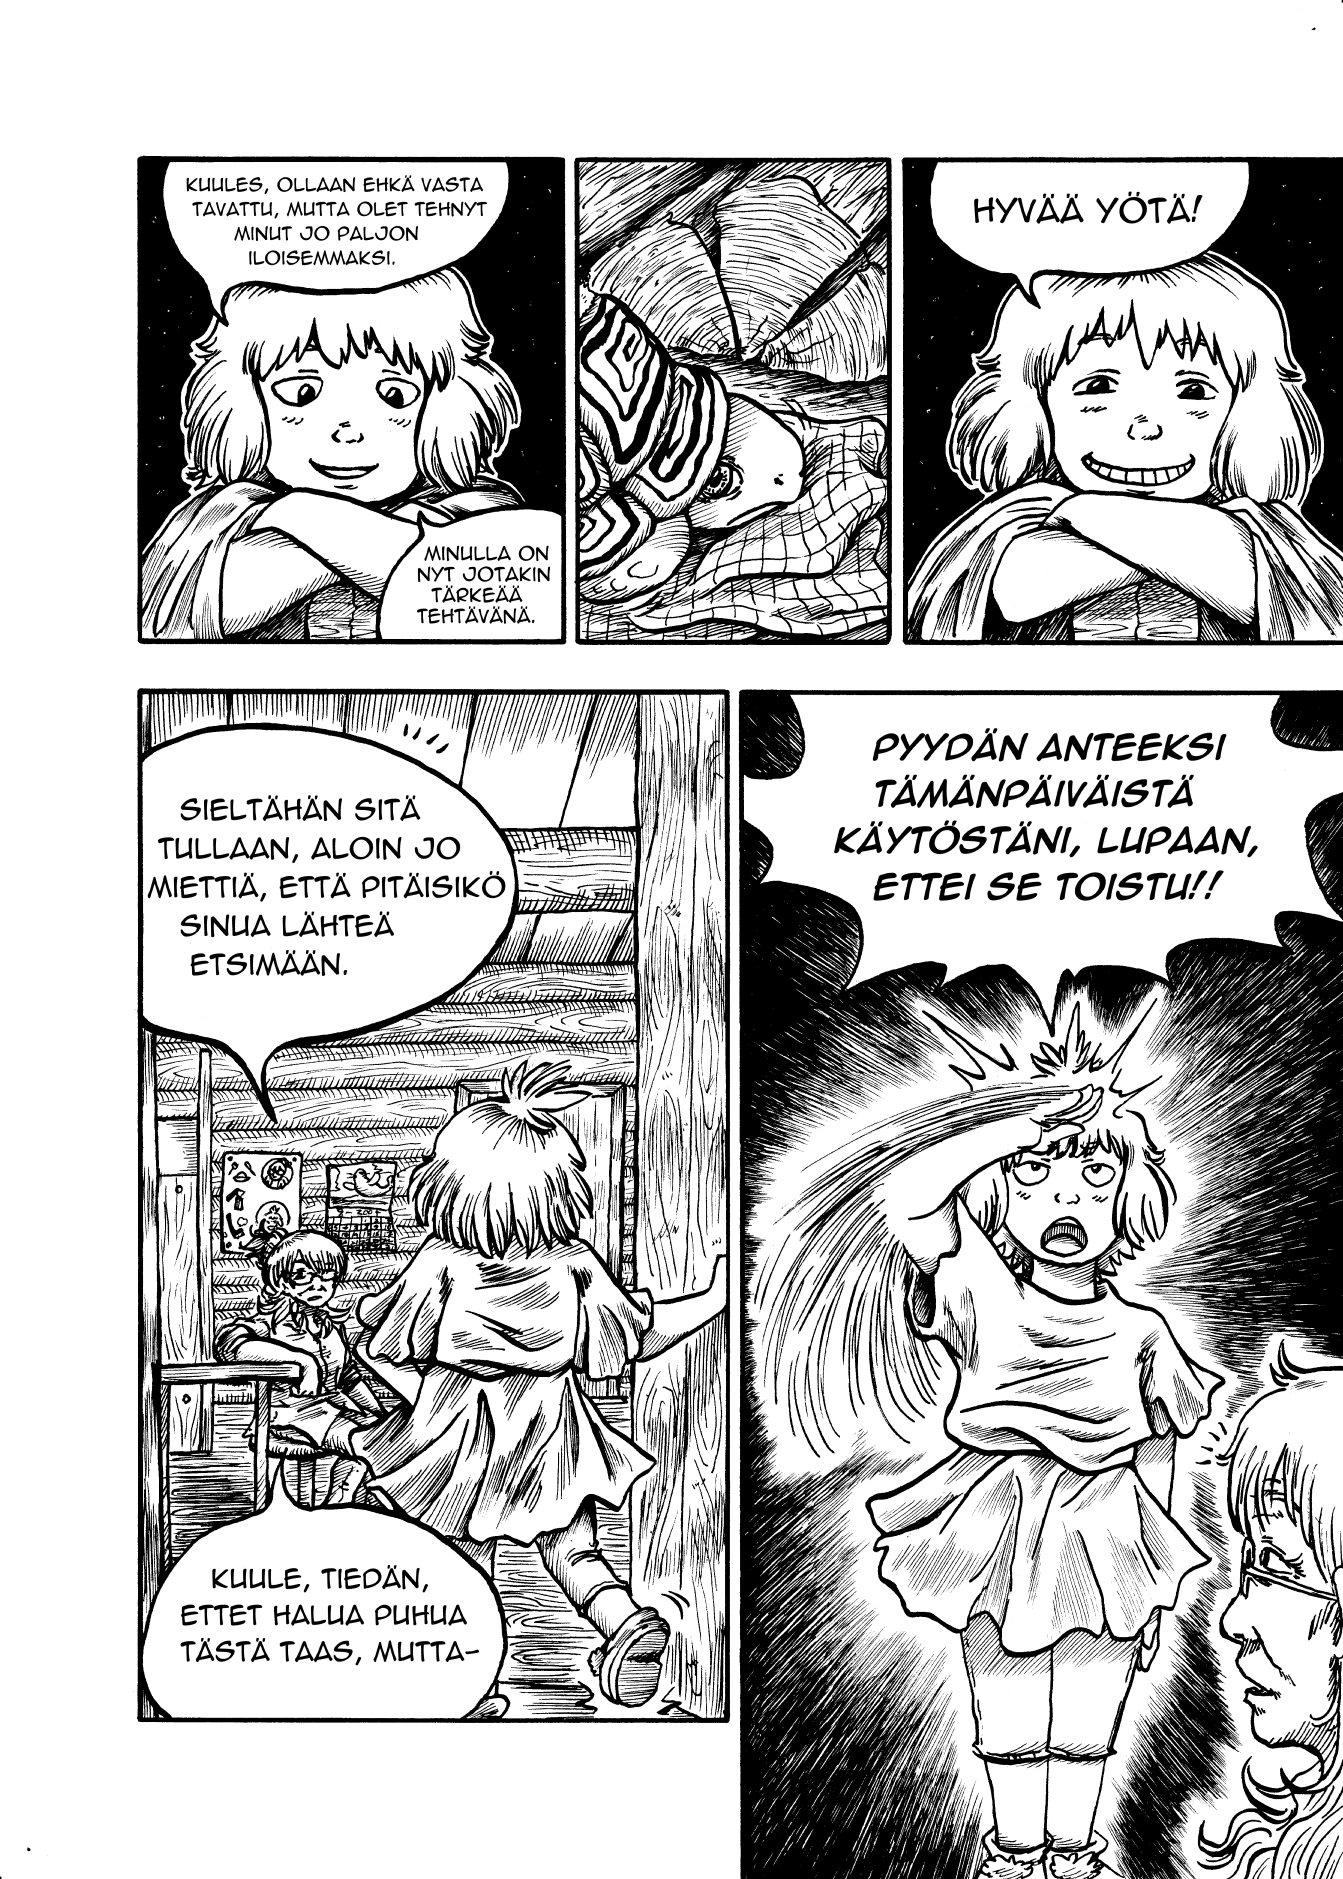 KUULES, OLLAAN EHKÄ VASTA
TAVATTU, MUTTA OLET TEHNYT
MINUT JO PALJON
ILOISEMMAKSI.
MINULLA ON
NYT JOTAKIN
TÄRKEÄÄ
TEHTÄVÄNÄ.
HYVÄÄ YÖTÄ!
SIELTÄHÄN SITÄ
TULLAAN, ALOIN JO
MIETTIÄ, ETTÄ PITÄISIKÖ
SINUA LÄHTEÄ
ETSIMÄÄN.
KUULE, TIEDÄN,
ETTET HALUA PUHUA
TÄSTÄ TAAS, MUTTA-
PYYDÄN ANTEEKSI
TÄMÄNPÄIVÄISTÄ
KÄYTÖSTÄNI, LUPAAN,
ETTEI SE TOISTU!!